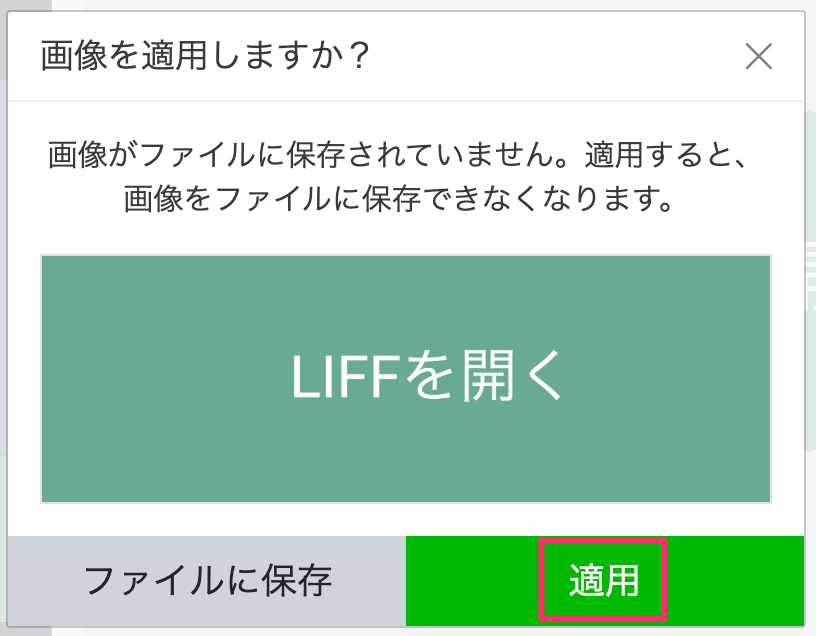 画像を適用しますか？
画像がファイルに保存されていません。適用すると、
画像をファイルに保存できなくなります。
LIFFを開く
ファイルに保存
適用